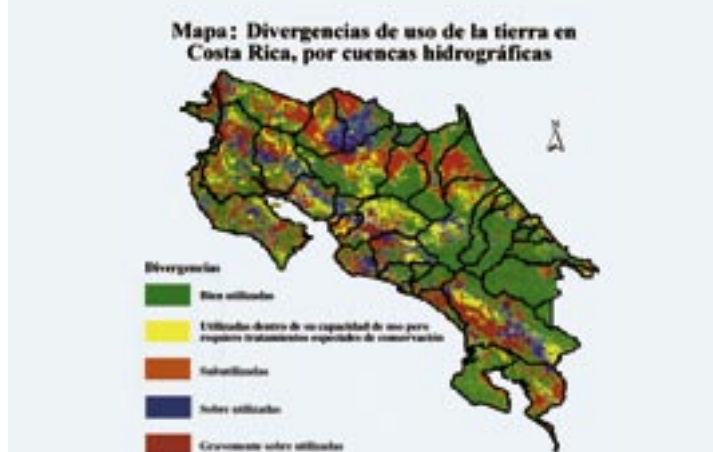 Mapa: Divergencias de uso de la tierra en
Costa Rica, por cuencas hidrográficas
N
Divergencias
Bien utilizadas
Utilizadas dentro de su capacidad de uso pero
requiere tratamientos especiales de conservación
Subutilizadas
Sobre utilizadas
Gravemente sobre utilizadas